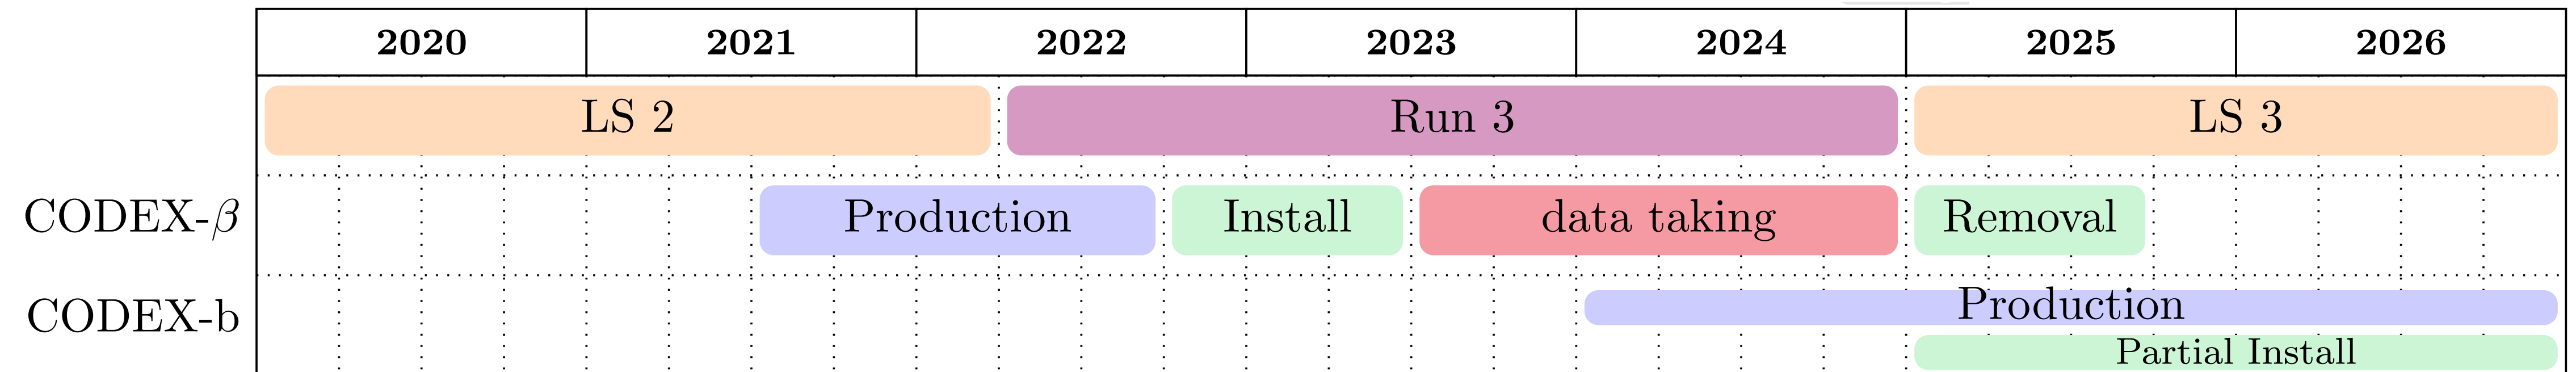 2020 2021 2022 2023 2024 2025 2026
LS 2 Run 3 LS 3
CODEX-β Production Install data taking Removal
CODEX-b Production
Partial Install